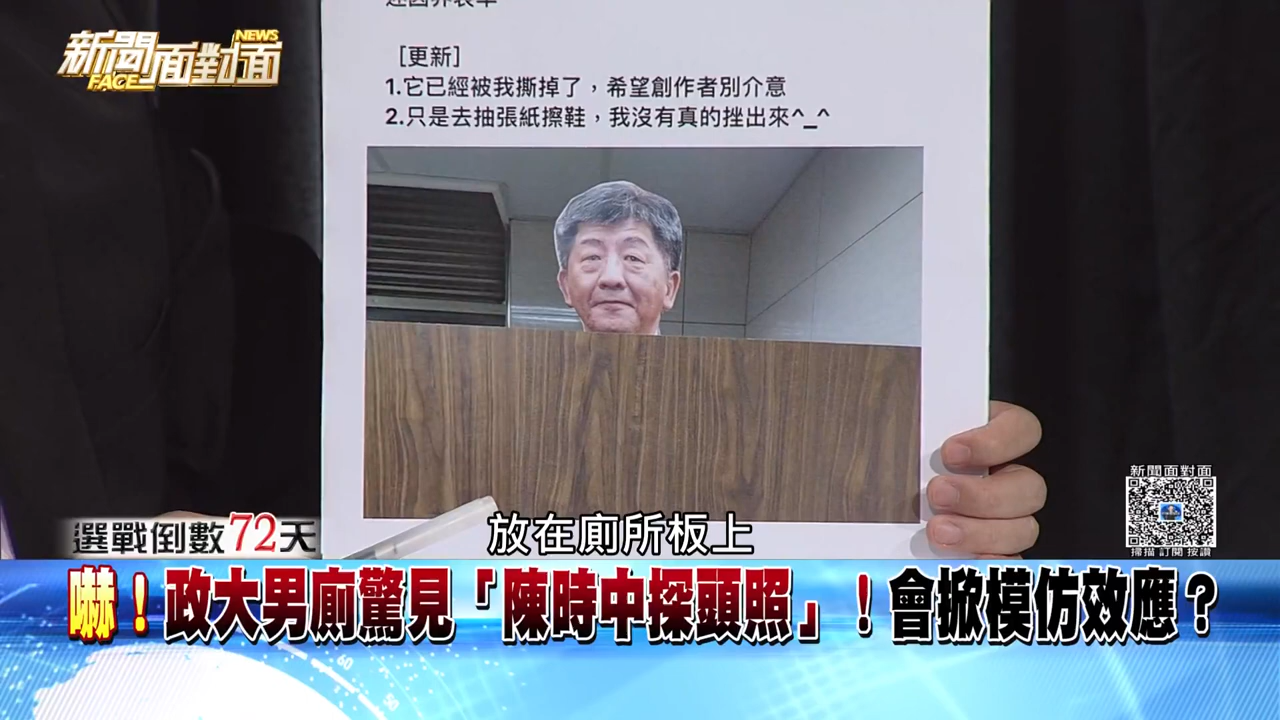 新聞面對面
NEWS
FACE
［更新］
1.它已經被我撕掉了，希望創作者別介意
2.只是去抽張紙擦鞋，我沒有真的挫出來^_^
新聞面對面
掃描 訂閱 按讚
選戰倒數72天
放在廁所板上
嚇！政大男廁驚見「陳時中探頭照」！會掀模仿效應？